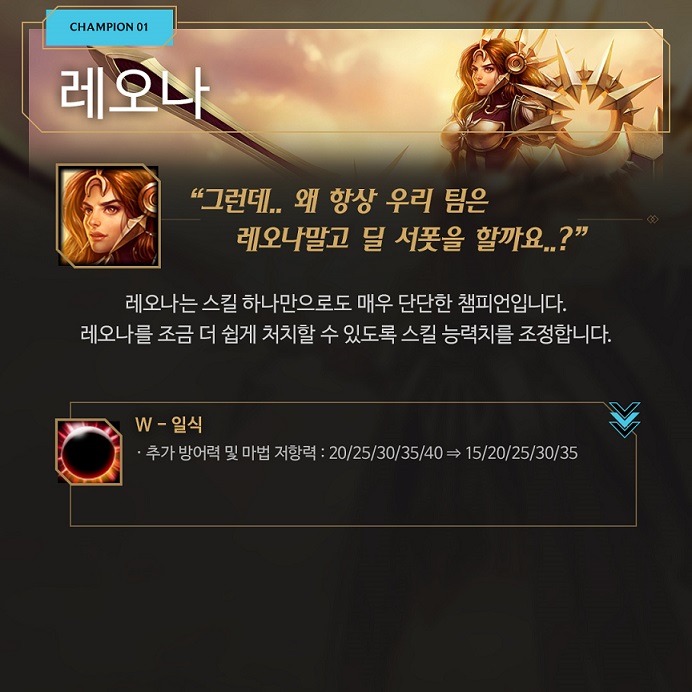 CHAMPION 01
레오나
“그런데.. 왜 항상 우리 팀은
레오나말고 딜 서폿을 할까요..?”
레오나는 스킬 하나만으로도 매우 단단한 챔피언입니다.
레오나를 조금 더 쉽게 처치할 수 있도록 스킬 능력치를 조정합니다.
W - 일식
· 추가 방어력 및 마법 저항력 : 20/25/30/35/40 ⇒ 15/20/25/30/35